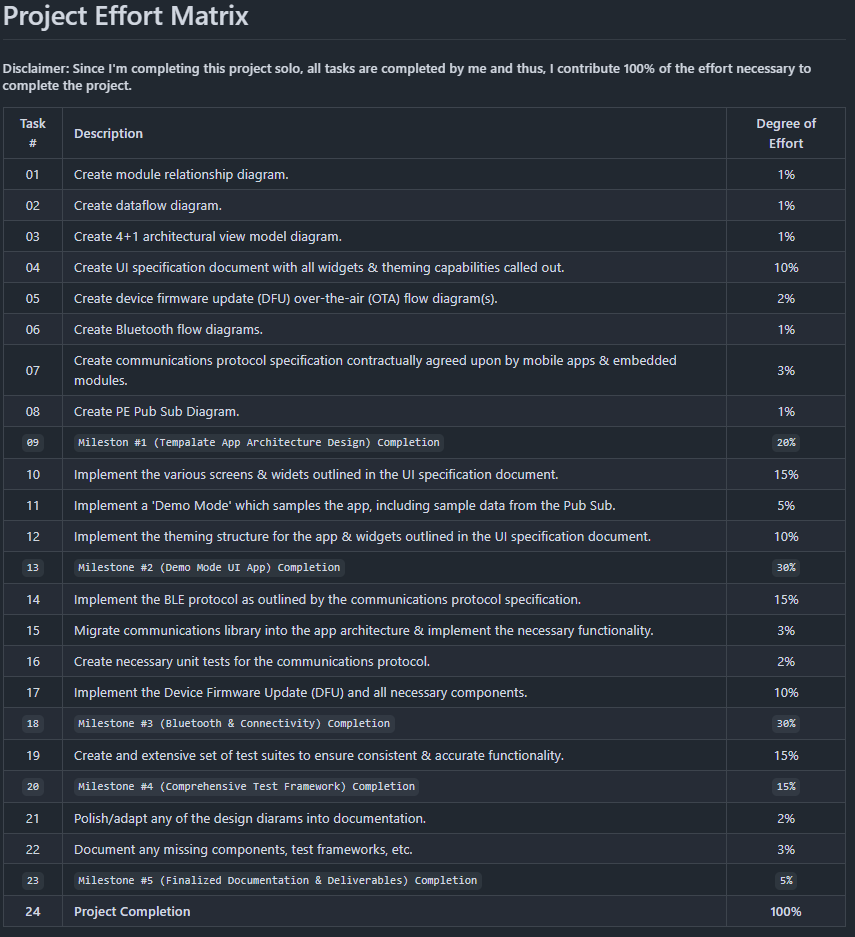 Project Effort Matrix
Disclaimer: Since I'm completing this project solo, all tasks are completed by me and thus, I contribute 100% of the effort necessary to
complete the project.
Task
#
Description
Degree of
Effort
01 Create module relationship diagram. 1%
02 Create dataflow diagram. 1%
03 Create 4+1 architectural view model diagram. 1%
04 Create UI specification document with all widgets & theming capabilities called out. 10%
05 Create device firmware update (DFU) over-the-air (OTA) flow diagram(s). 2%
06 Create Bluetooth flow diagrams. 1%
07 Create communications protocol specification contractually agreed upon by mobile apps & embedded
modules. 3%
08 Create PE Pub Sub Diagram. 1%
09 Mileston #1 (Tempalate App Architecture Design) Completion 20%
10 Implement the various screens & widets outlined in the UI specification document. 15%
11 Implement a 'Demo Mode' which samples the app, including sample data from the Pub Sub. 5%
12 Implement the theming structure for the app & widgets outlined in the UI specification document. 10%
13 Milestone #2 (Demo Mode UI App) Completion 30%
14 Implement the BLE protocol as outlined by the communications protocol specification. 15%
15 Migrate communications library into the app architecture & implement the necessary functionality. 3%
16 Create necessary unit tests for the communications protocol. 2%
17 Implement the Device Firmware Update (DFU) and all necessary components. 10%
18 Milestone #3 (Bluetooth & Connectivity) Completion 30%
19 Create and extensive set of test suites to ensure consistent & accurate functionality. 15%
20 Milestone #4 (Comprehensive Test Framework) Completion 15%
21 Polish/adapt any of the design diarams into documentation. 2%
22 Document any missing components, test frameworks, etc. 3%
23 Milestone #5 (Finalized Documentation & Deliverables) Completion 5%
24 Project Completion 100%